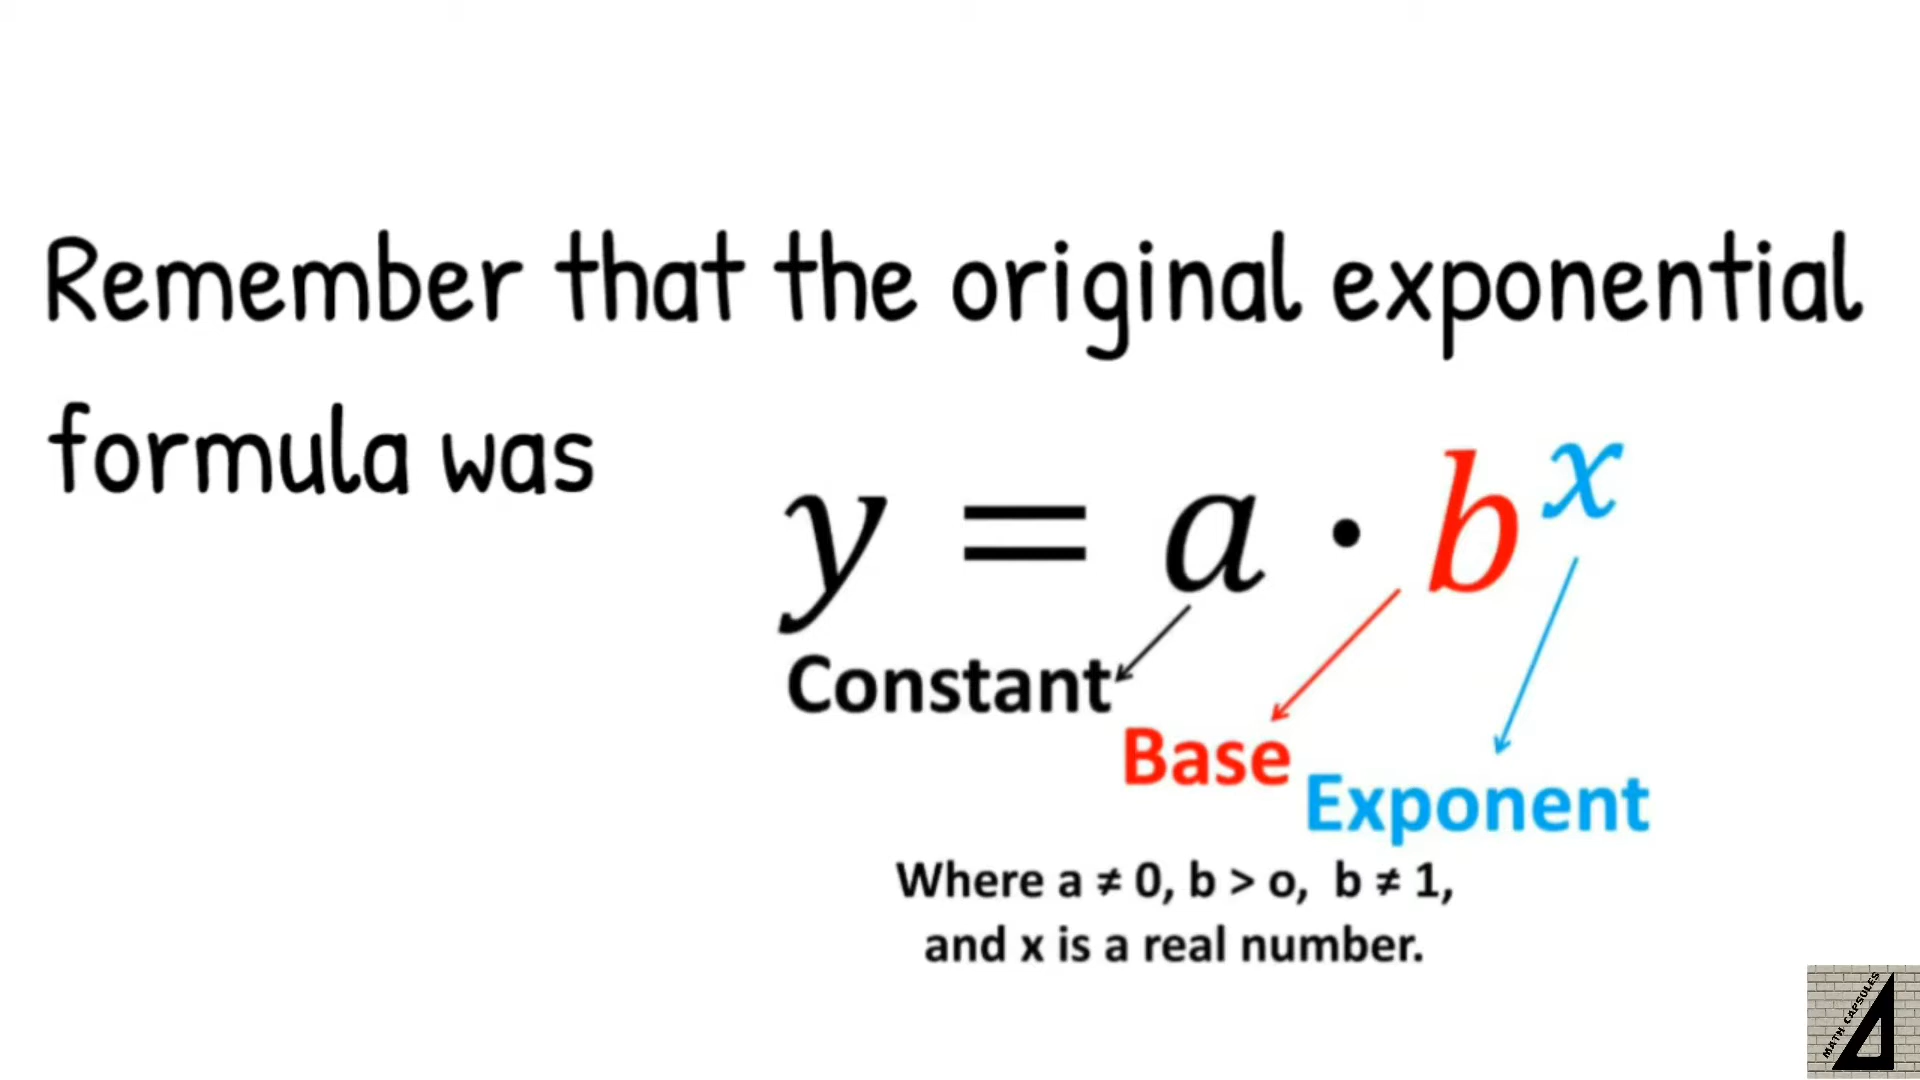 Remember that the original exponential
formula was
y = a · b^x
Constant
Base
Exponent
Where a ≠ 0, b > o, b ≠ 1,
and x is a real number.
MATH CAPSULES